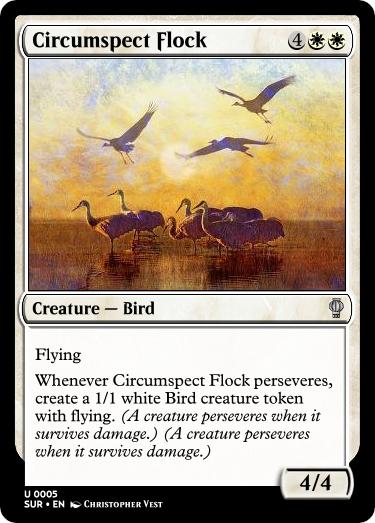 Circumspect Flock 4
Creature — Bird
Flying
Whenever Circumspect Flock perseveres,
create a 1/1 white Bird creature token
with flying. (A creature perseveres when it
survives damage.) (A creature perseveres
when it survives damage.)
4/4
U 0005
SUR • EN Christopher Vest